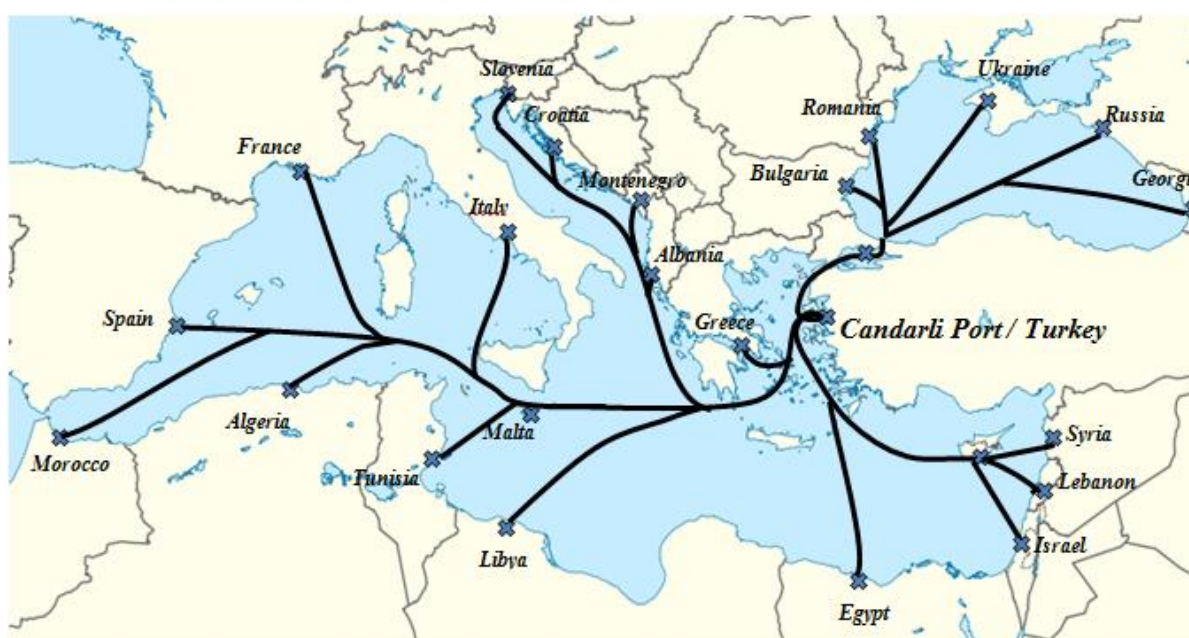 Slovenia
Ukraine
Romania
Croatia
Russia
France
Bulgaria
Montenegro
Georgi
Italy
Albania
Spain
Greece
Candarli Port / Turkey
Algeria
Malta
Syria
Morocco
Tunisia
Lebanon
Libya
Israel
Egypt